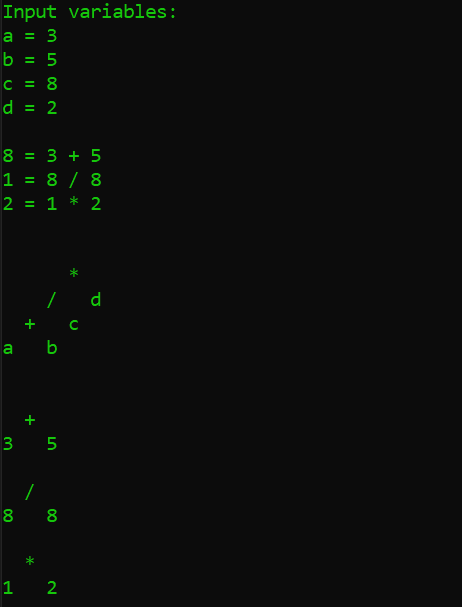 Input variables:
a = 3
b = 5
c = 8
d = 2
8 = 3 + 5
1 = 8 / 8
2 = 1 * 2
*
/ d
+ c
a b
+
3 5
/
8 8
*
1 2